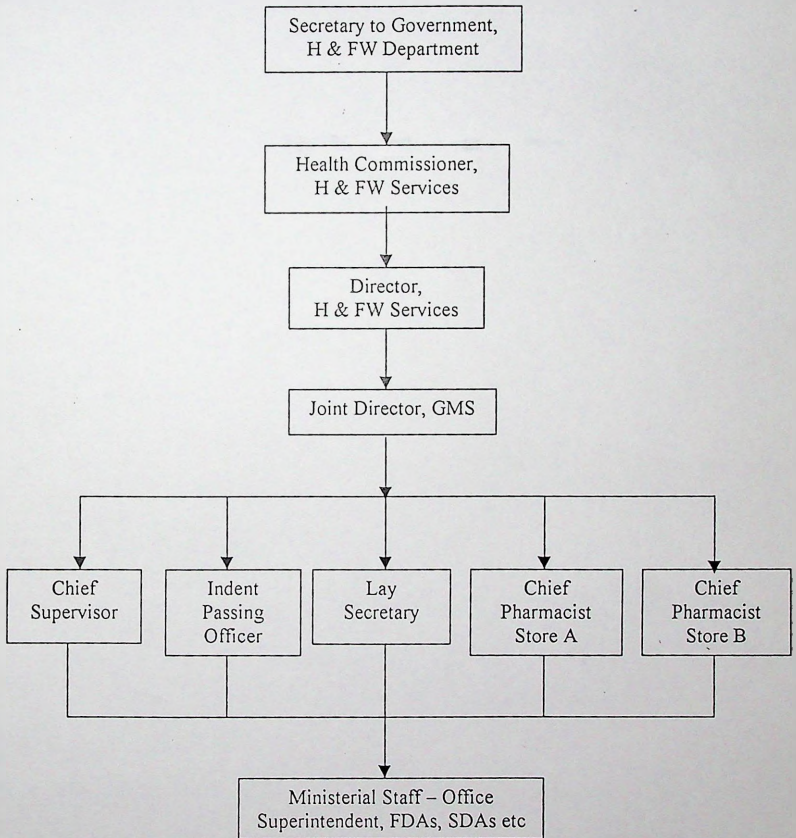 Secretary to Government,
H & FW Department
Health Commissioner,
H & FW Services
Director,
H & FW Services
Joint Director, GMS
Chief
Supervisor
Indent
Passing
Officer
Lay
Secretary
Chief
Pharmacist
Store A
Chief
Pharmacist
Store B
Ministerial Staff – Office
Superintendent, FDAs, SDAs etc